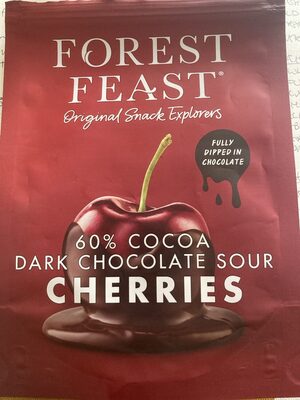 FOREST
FEAST®
Original Snack Explorers
FULLY
DIPPED IN
CHOCOLATE
60% COCOA
DARK CHOCOLATE SOUR
CHERRIES